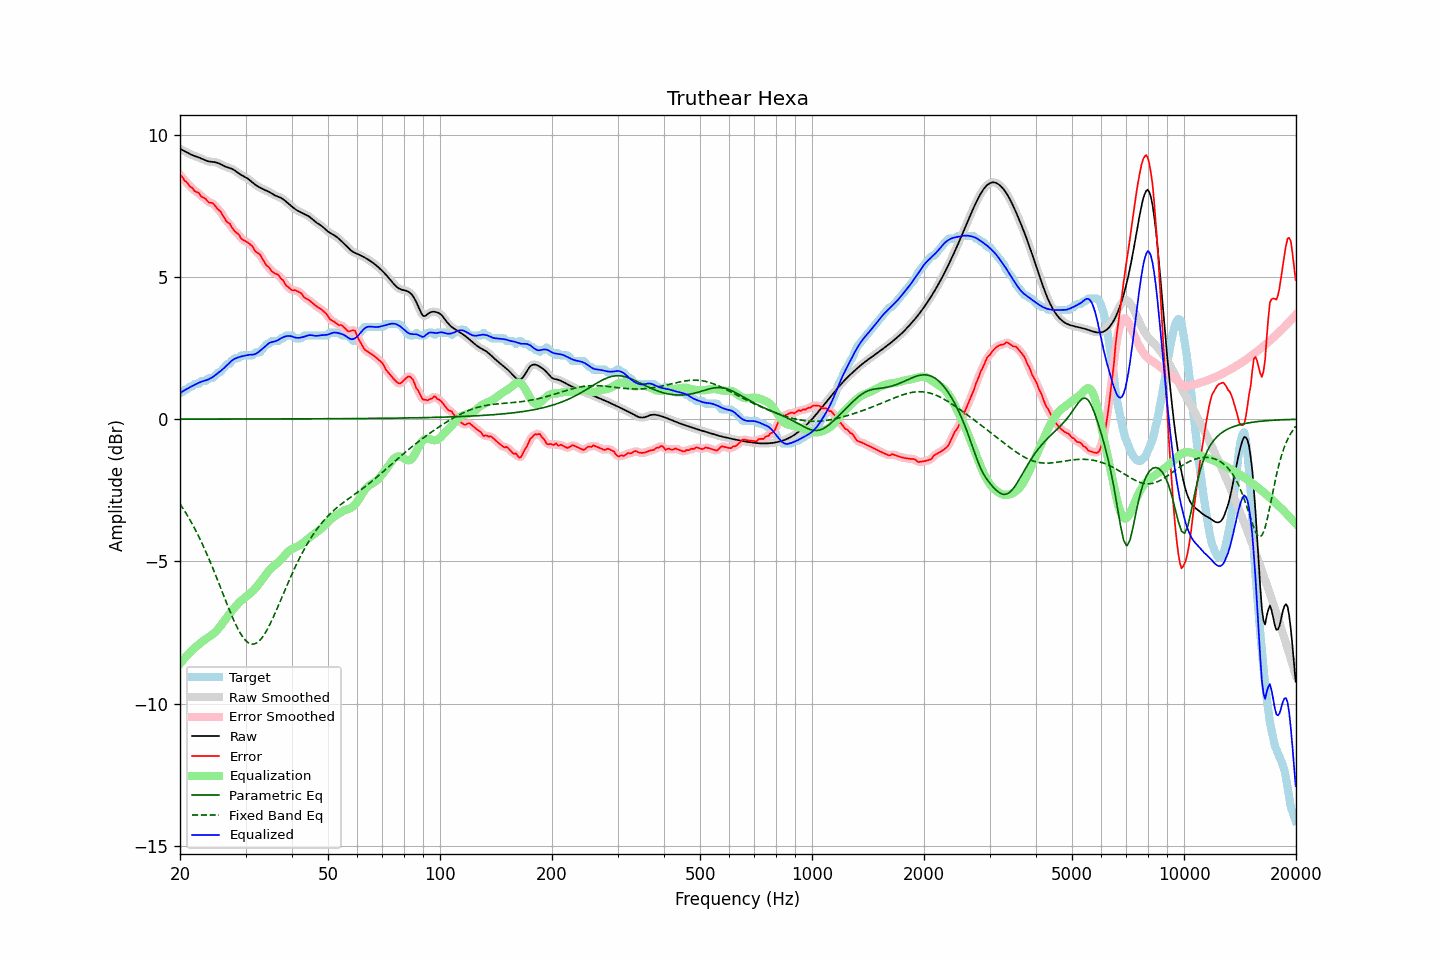 Truthear Hexa
10
5
0
−5
−10
−15
Amplitude (dBr)
Target
Raw Smoothed
Error Smoothed
Raw
Error
Equalization
Parametric Eq
Fixed Band Eq
Equalized
20 50 100 200 500 1000 2000 5000 10000 20000
Frequency (Hz)